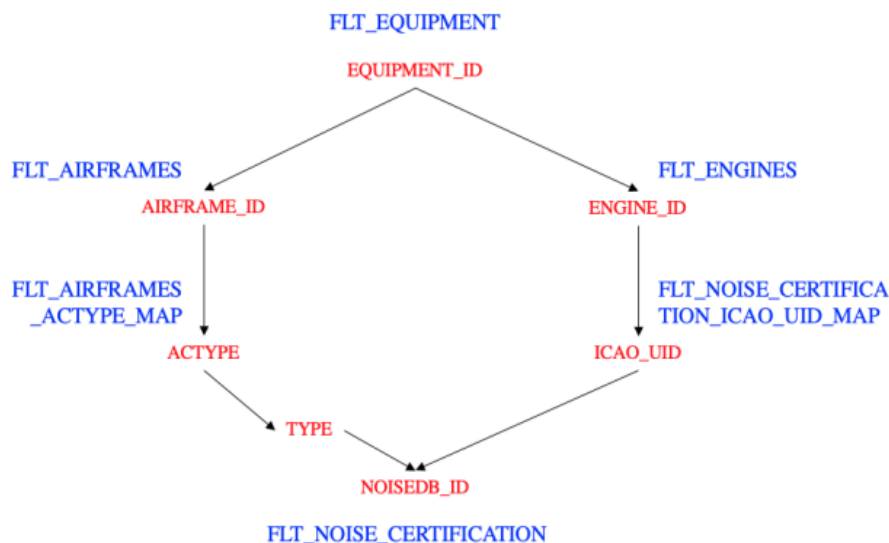 FLT_EQUIPMENT
EQUIPMENT_ID
FLT_AIRFRAMES
FLT_ENGINES
AIRFRAME_ID
ENGINE_ID
FLT_AIRFRAMES
_ACTYPE_MAP
FLT_NOISE_CERTIFICA
TION_ICAO_UID_MAP
ACTYPE
ICAO_UID
TYPE
NOISEDB_ID
FLT_NOISE_CERTIFICATION